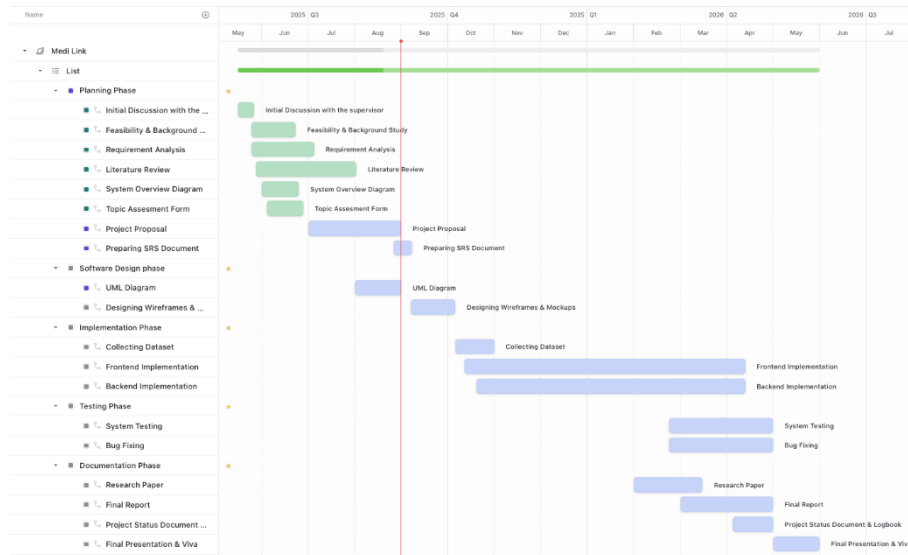 Name
2025 Q3
2025 Q4
2025 Q1
2026 Q2
2026 Q3
May Jun Jul Aug Sep Oct Nov Dec Jan Feb Mar Apr May Jun Jul
Medi Link
List
Planning Phase
Initial Discussion with the ... Initial Discussion with the supervisor
Feasibility & Background ... Feasibility & Background Study
Requirement Analysis Requirement Analysis
Literature Review Literature Review
System Overview Diagram System Overview Diagram
Topic Assesment Form Topic Assesment Form
Project Proposal Project Proposal
Preparing SRS Document Preparing SRS Document
Software Design phase
UML Diagram UML Diagram
Designing Wireframes & ... Designing Wireframes & Mockups
Implementation Phase
Collecting Dataset Collecting Dataset
Frontend Implementation Frontend Implementation
Backend Implementation Backend Implementation
Testing Phase
System Testing System Testing
Bug Fixing Bug Fixing
Documentation Phase
Research Paper Research Paper
Final Report Final Report
Project Status Document ... Project Status Document & Logbook
Final Presentation & Viva Final Presentation & Viv